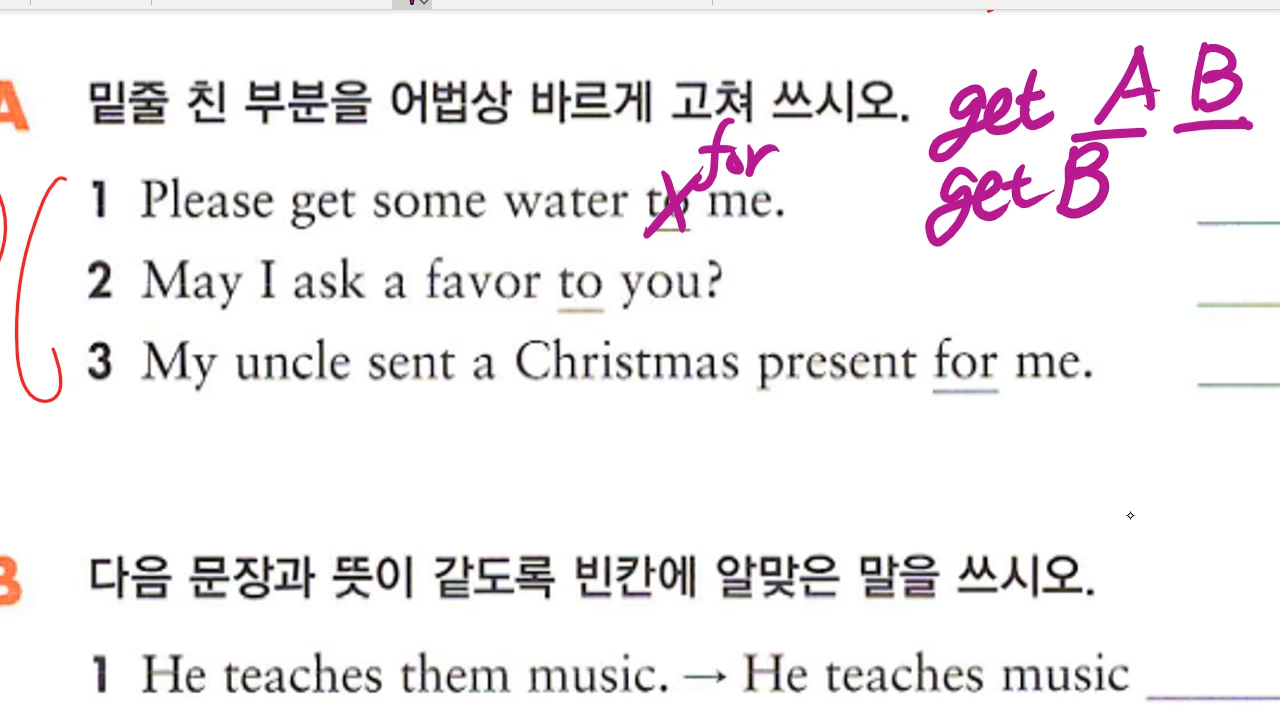 A 밑줄 친 부분을 어법상 바르게 고쳐 쓰시오. get A B
get B
for
1 Please get some water to me.
2 May I ask a favor to you?
3 My uncle sent a Christmas present for me.
B 다음 문장과 뜻이 같도록 빈칸에 알맞은 말을 쓰시오.
1 He teaches them music. → He teaches music